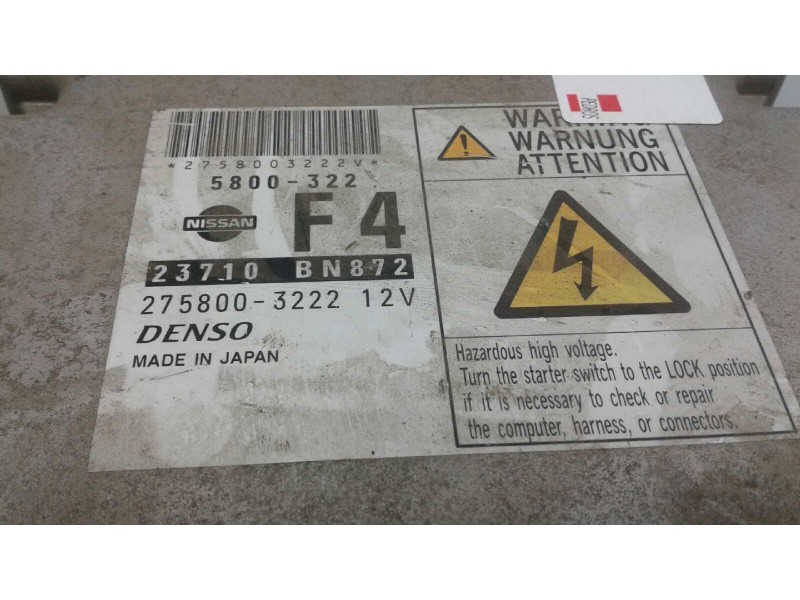 *2758003222V*
5800-322
NISSAN
F4
23710 BN872
275800-3222 12V
DENSO
MADE IN JAPAN
WARNING
WARNUNG
ATTENTION
Hazardous high voltage.
Turn the starter switch to the LOCK position
if it is necessary to check or repair
the computer, harness, or connectors.